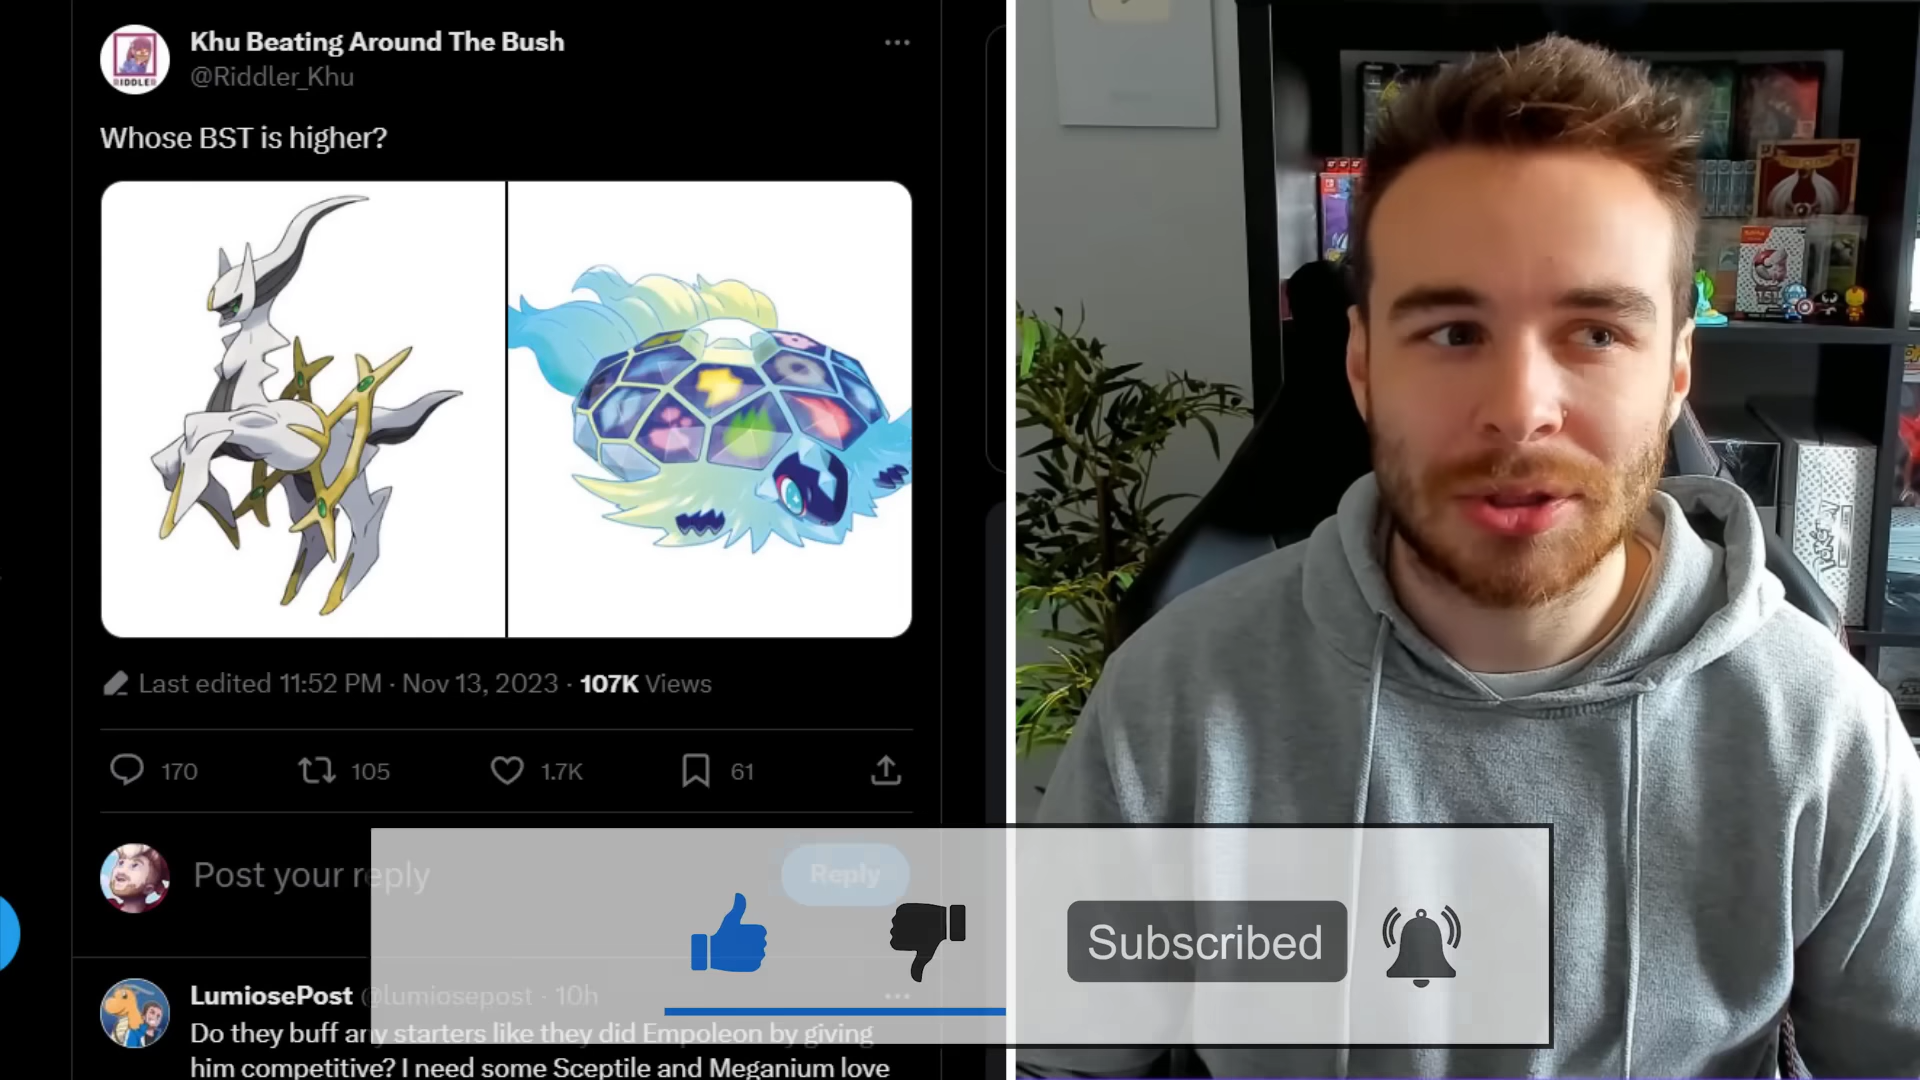 Khu Beating Around The Bush
@Riddler_Khu
RIDDLER
Whose BST is higher?
Last edited 11:52 PM · Nov 13, 2023 · 107K Views
170 105 1.7K 61
Post your reply
Reply
Subscribed
LumiosePost @lumiosepost · 10h
Do they buff any starters like they did Empoleon by giving
him competitive? I need some Sceptile and Meganium love